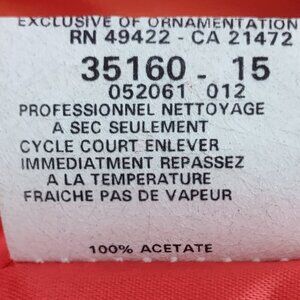 EXCLUSIVE OF ORNAMENTATION
RN 49422 - CA 21472
35160 - 15
052061 012
PROFESSIONNEL NETTOYAGE
A SEC SEULEMENT
CYCLE COURT ENLEVER
IMMEDIATMENT REPASSEZ
A LA TEMPERATURE
FRAICHE PAS DE VAPEUR
100% ACETATE